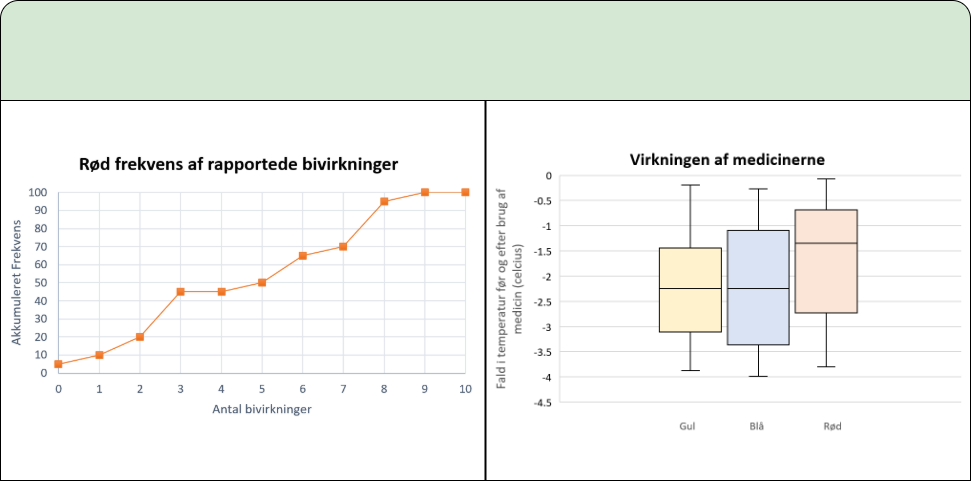 Rød frekvens af rapportede bivirkninger
100
90
80
70
60
50
40
30
20
10
0
0 1 2 3 4 5 6 7 8 9 10
Akkumuleret Frekvens
Antal bivirkninger
Virkningen af medicinerne
0
-0.5
-1
-1.5
-2
-2.5
-3
-3.5
-4
-4.5
Fald i temperatur før og efter brug af
medicin (celcius)
Gul Blå Rød